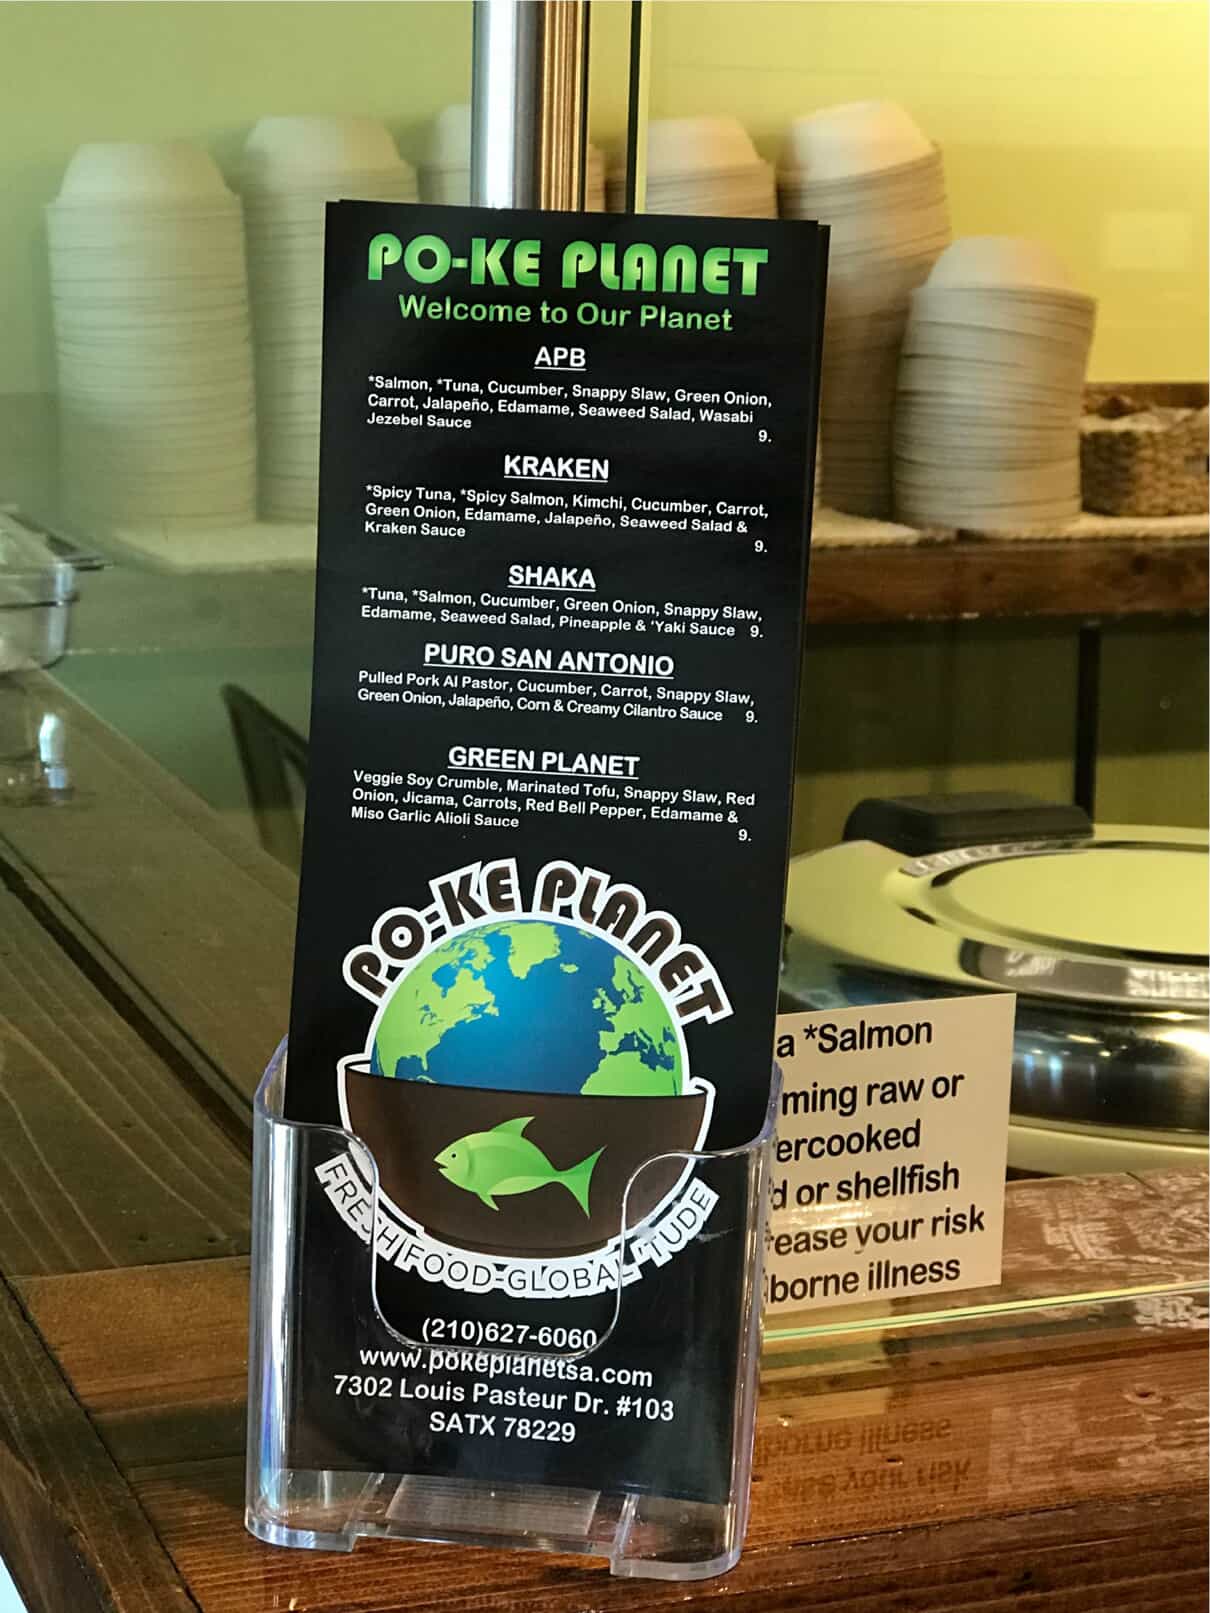 PO-KE PLANET
Welcome to Our Planet
APB
*Salmon, *Tuna, Cucumber, Snappy Slaw, Green Onion,
Carrot, Jalapeño, Edamame, Seaweed Salad, Wasabi
Jezebel Sauce
9.
KRAKEN
*Spicy Tuna, *Spicy Salmon, Kimchi, Cucumber, Carrot,
Green Onion, Edamame, Jalapeño, Seaweed Salad &
Kraken Sauce
9.
SHAKA
*Tuna, *Salmon, Cucumber, Green Onion, Snappy Slaw,
Edamame, Seaweed Salad, Pineapple & 'Yaki Sauce 9.
PURO SAN ANTONIO
Pulled Pork Al Pastor, Cucumber, Carrot, Snappy Slaw,
Green Onion, Jalapeño, Corn & Creamy Cilantro Sauce 9.
GREEN PLANET
Veggie Soy Crumble, Marinated Tofu, Snappy Slaw, Red
Onion, Jicama, Carrots, Red Bell Pepper, Edamame &
Miso Garlic Alioli Sauce
9.
PO-KE PLANET
FRESH FOOD-GLOBAL
(210)627-6060
www.pokeplanetsa.com
7302 Louis Pasteur Dr. #103
SATX 78229
a *Salmon
ming raw or
ercooked
d or shellfish
rease your risk
borne illness